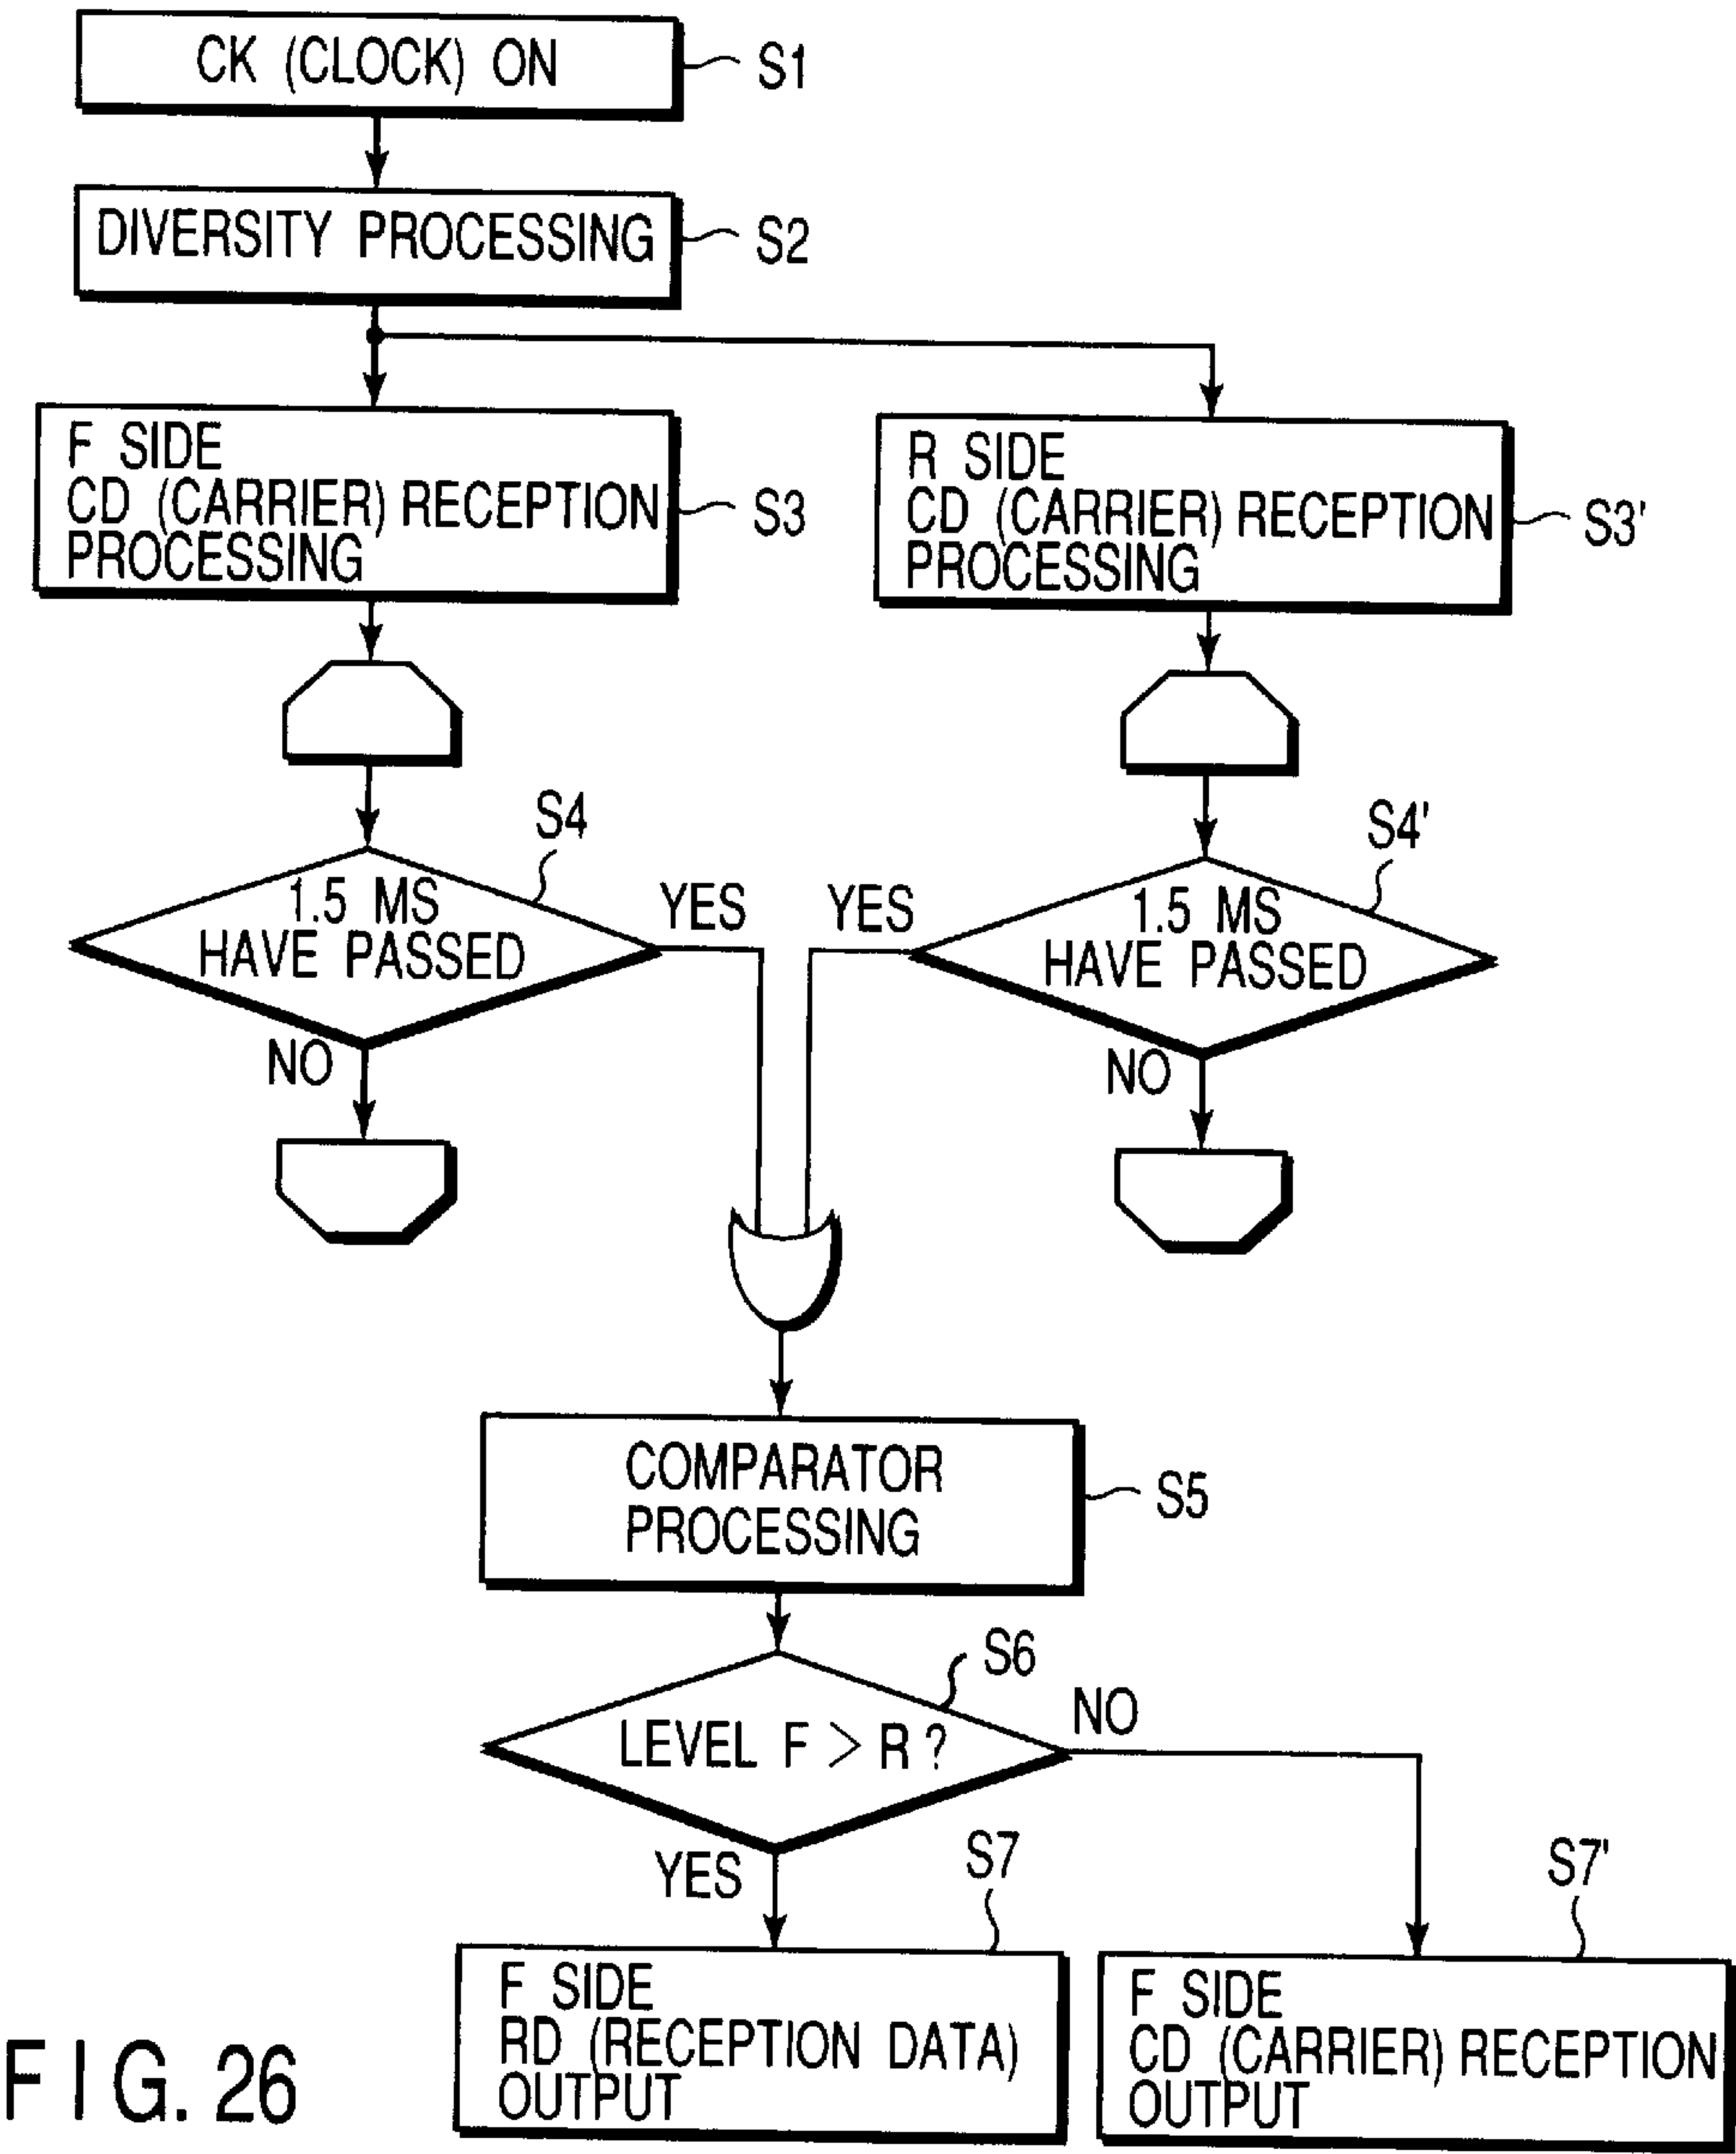 CK (CLOCK) ON
S1
DIVERSITY PROCESSING
S2
F SIDE
CD (CARRIER) RECEPTION
PROCESSING
S3
R SIDE
CD (CARRIER) RECEPTION
PROCESSING
S3'
S4
1.5 MS
HAVE PASSED
YES
NO
S4'
1.5 MS
HAVE PASSED
YES
NO
COMPARATOR
PROCESSING
S5
S6
LEVEL F > R ?
NO
YES
S7
F SIDE
RD (RECEPTION DATA)
OUTPUT
S7'
F SIDE
CD (CARRIER) RECEPTION
OUTPUT
FIG. 26